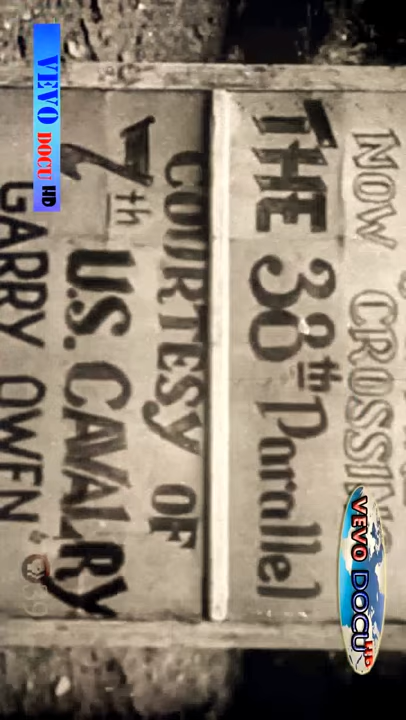 NOW CROSSIN
THE 38th Parallel
COURTESY OF
7th U.S. CAVALRY
GARRY OWEN
VEVO DOCU HD
VEVO DOCU HD